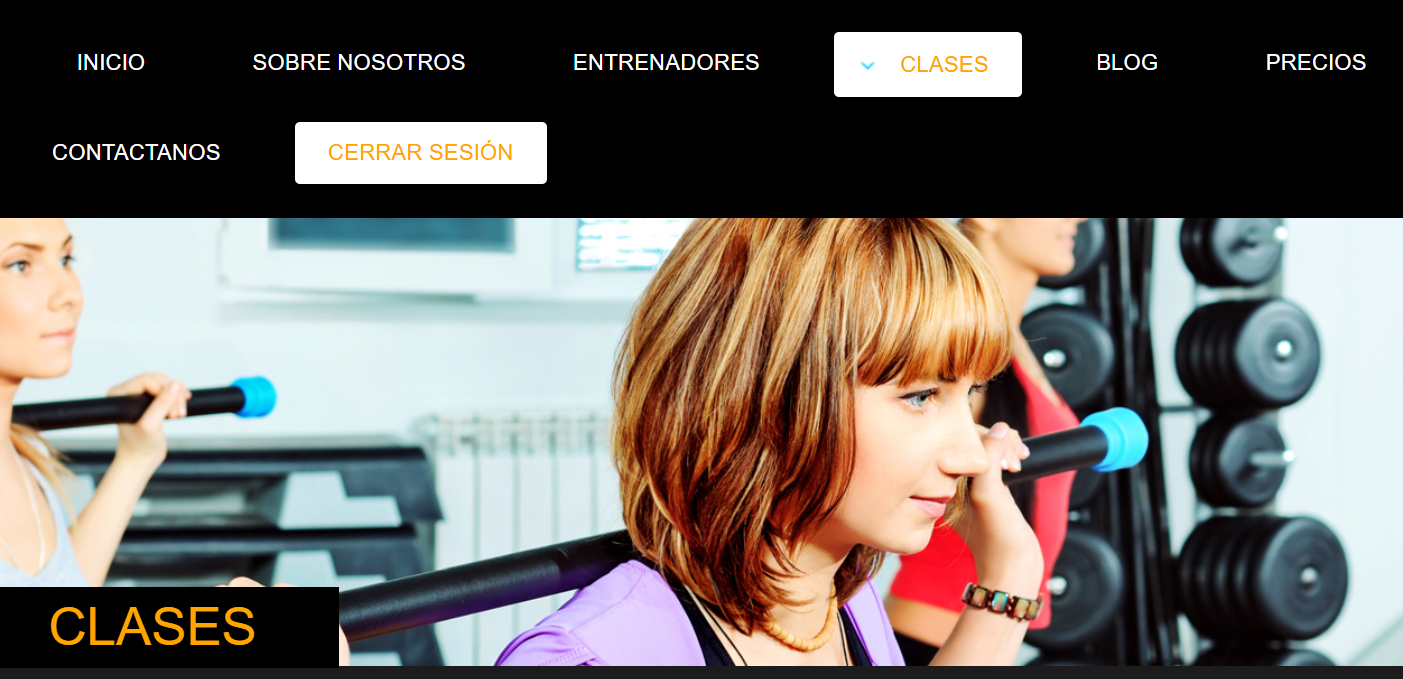 INICIO SOBRE NOSOTROS ENTRENADORES CLASES BLOG PRECIOS
CONTACTANOS CERRAR SESIÓN
CLASES